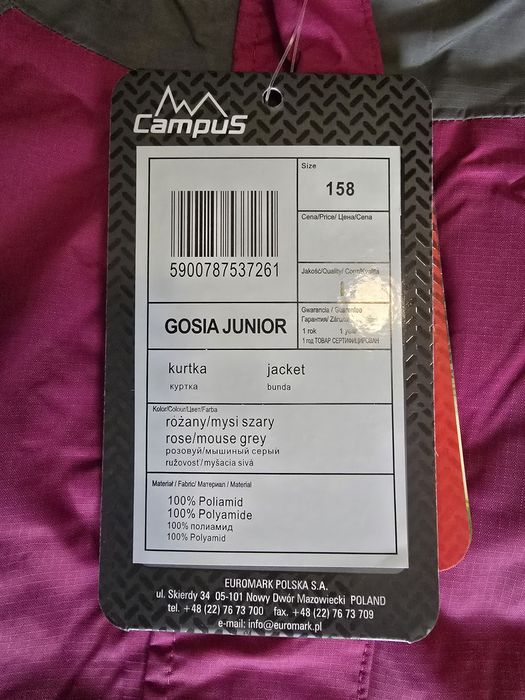 CAMPUS
Size
158
5900787537261
Cena/Price/ Цена/Cena
Jakość/Quality/
GOSIA JUNIOR
Gwarancja / Guarantee
1 rok
1 год ТОВАР СЕРТИФИЦИРОВАН
kurtka jacket
куртка bunda
Kolor/Colour/Цвет/Farba
różany/mysi szary
rose/mouse grey
розовуй/мышиный серый
ružovosť/myšacia sivá
Materiał / Fabric/ Материал / Material
100% Poliamid
100% Polyamide
100% полиамид
100% Polyamid
EUROMARK POLSKA S.A.
ul. Skierdy 34 05-101 Nowy Dwór Mazowiecki POLAND
tel. +48 (22) 76 73 700 fax. +48 (22) 76 73 709
e-mail: info@euromark.pl